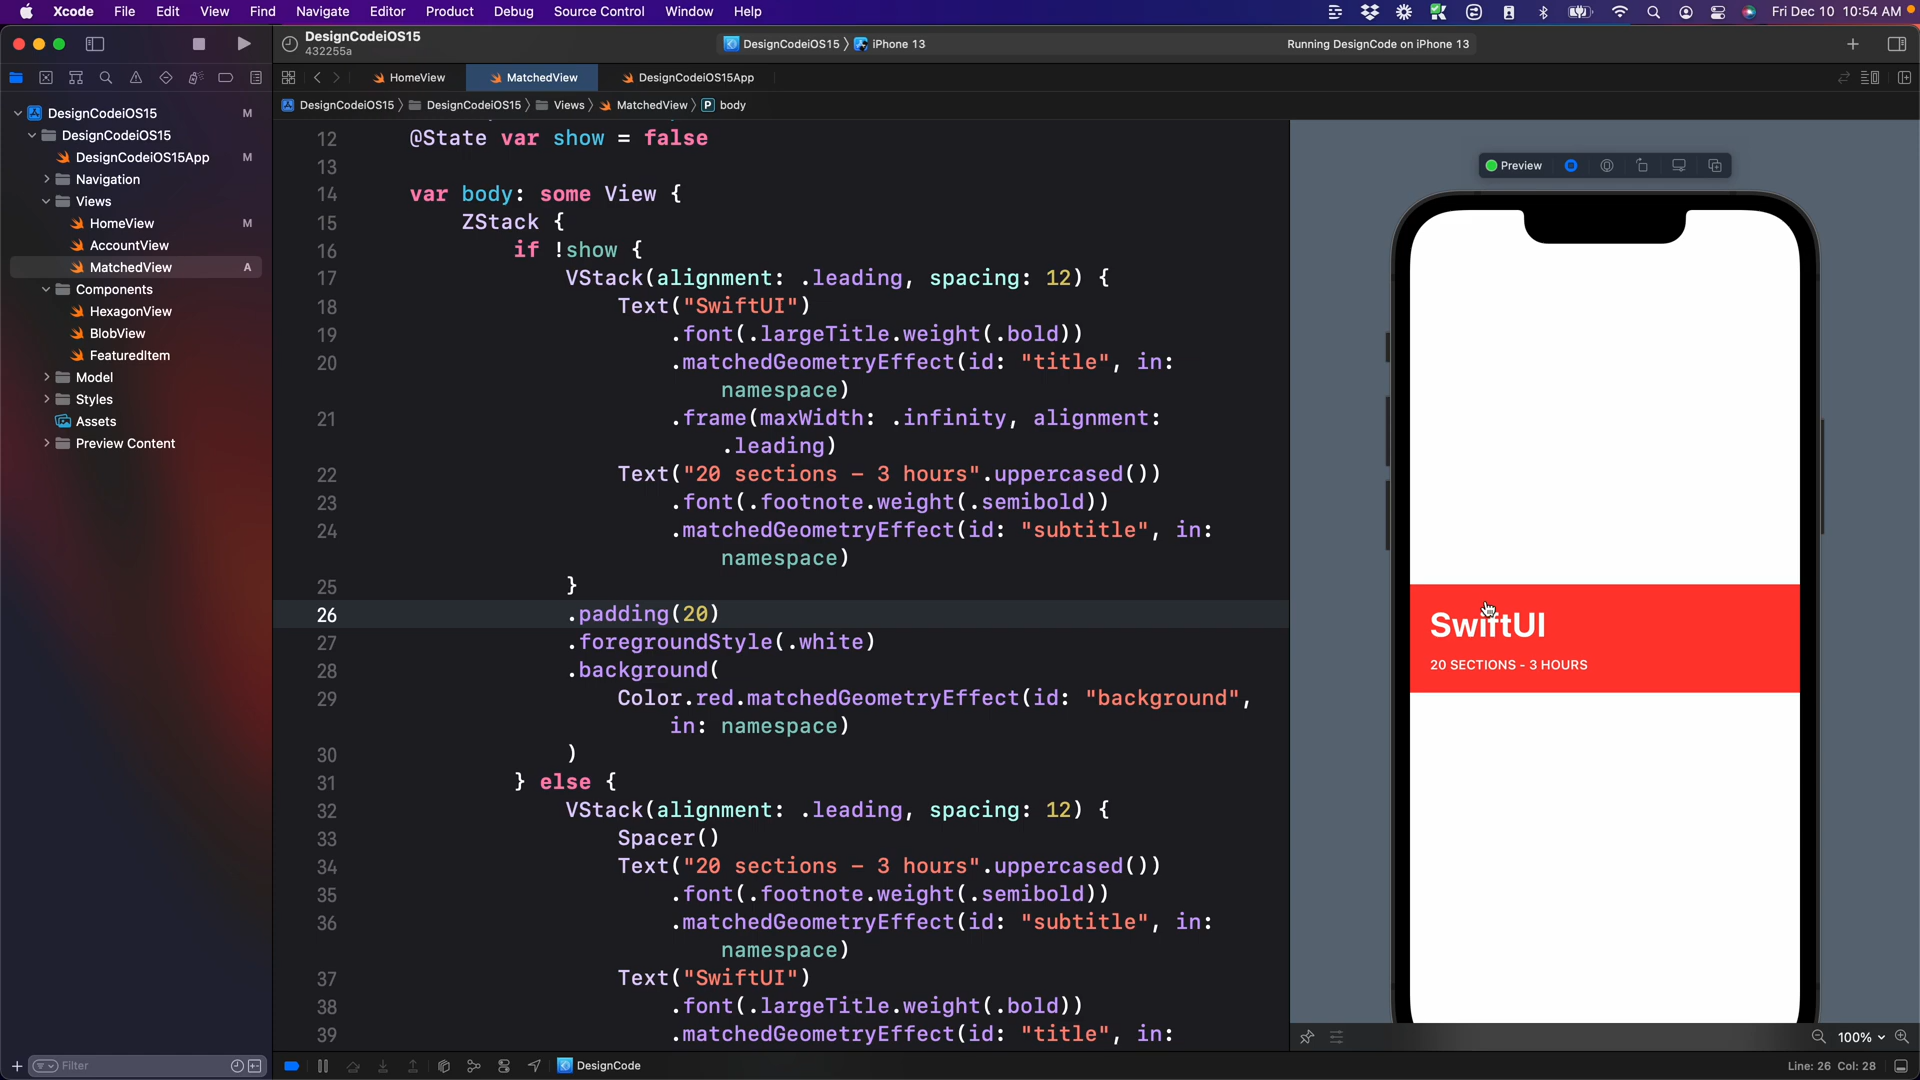 Xcode File Edit View Find Navigate Editor Product Debug Source Control Window Help Fri Dec 10 10:54 AM
DesignCodeiOS15
432255a
DesignCodeiOS15 iPhone 13
Running DesignCode on iPhone 13
HomeView MatchedView DesignCodeiOS15App
DesignCodeiOS15 DesignCodeiOS15 Views MatchedView P body
DesignCodeiOS15 M
DesignCodeiOS15
DesignCodeiOS15App M
Navigation
Views
HomeView M
AccountView
MatchedView A
Components
HexagonView
BlobView
FeaturedItem
Model
Styles
Assets
Preview Content
Filter
12 @State var show = false
13
14 var body: some View {
15 ZStack {
16 if !show {
17 VStack(alignment: .leading, spacing: 12) {
18 Text("SwiftUI")
19 .font(.largeTitle.weight(.bold))
20 .matchedGeometryEffect(id: "title", in:
namespace)
21 .frame(maxWidth: .infinity, alignment:
.leading)
22 Text("20 sections - 3 hours".uppercased())
23 .font(.footnote.weight(.semibold))
24 .matchedGeometryEffect(id: "subtitle", in:
namespace)
25 }
26 .padding(20)
27 .foregroundStyle(.white)
28 .background(
29 Color.red.matchedGeometryEffect(id: "background",
in: namespace)
30 )
31 } else {
32 VStack(alignment: .leading, spacing: 12) {
33 Spacer()
34 Text("20 sections - 3 hours".uppercased())
35 .font(.footnote.weight(.semibold))
36 .matchedGeometryEffect(id: "subtitle", in:
namespace)
37 Text("SwiftUI")
38 .font(.largeTitle.weight(.bold))
39 .matchedGeometryEffect(id: "title", in:
Preview
SwiftUI
20 SECTIONS - 3 HOURS
100%
DesignCode
Line: 26 Col: 28